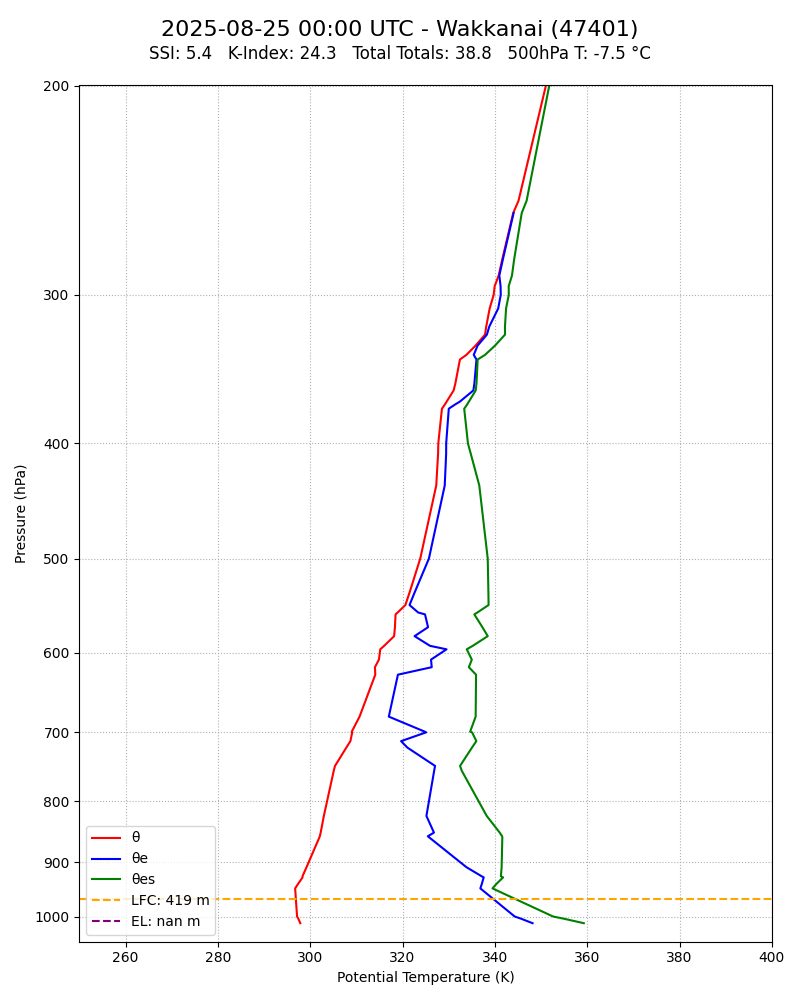 2025-08-25 00:00 UTC - Wakkanai (47401)
SSI: 5.4   K-Index: 24.3   Total Totals: 38.8   500hPa T: -7.5 °C
200
300
400
500
600
700
800
900
1000
Pressure (hPa)
θ
θe
θes
LFC: 419 m
EL: nan m
260
280
300
320
340
360
380
400
Potential Temperature (K)